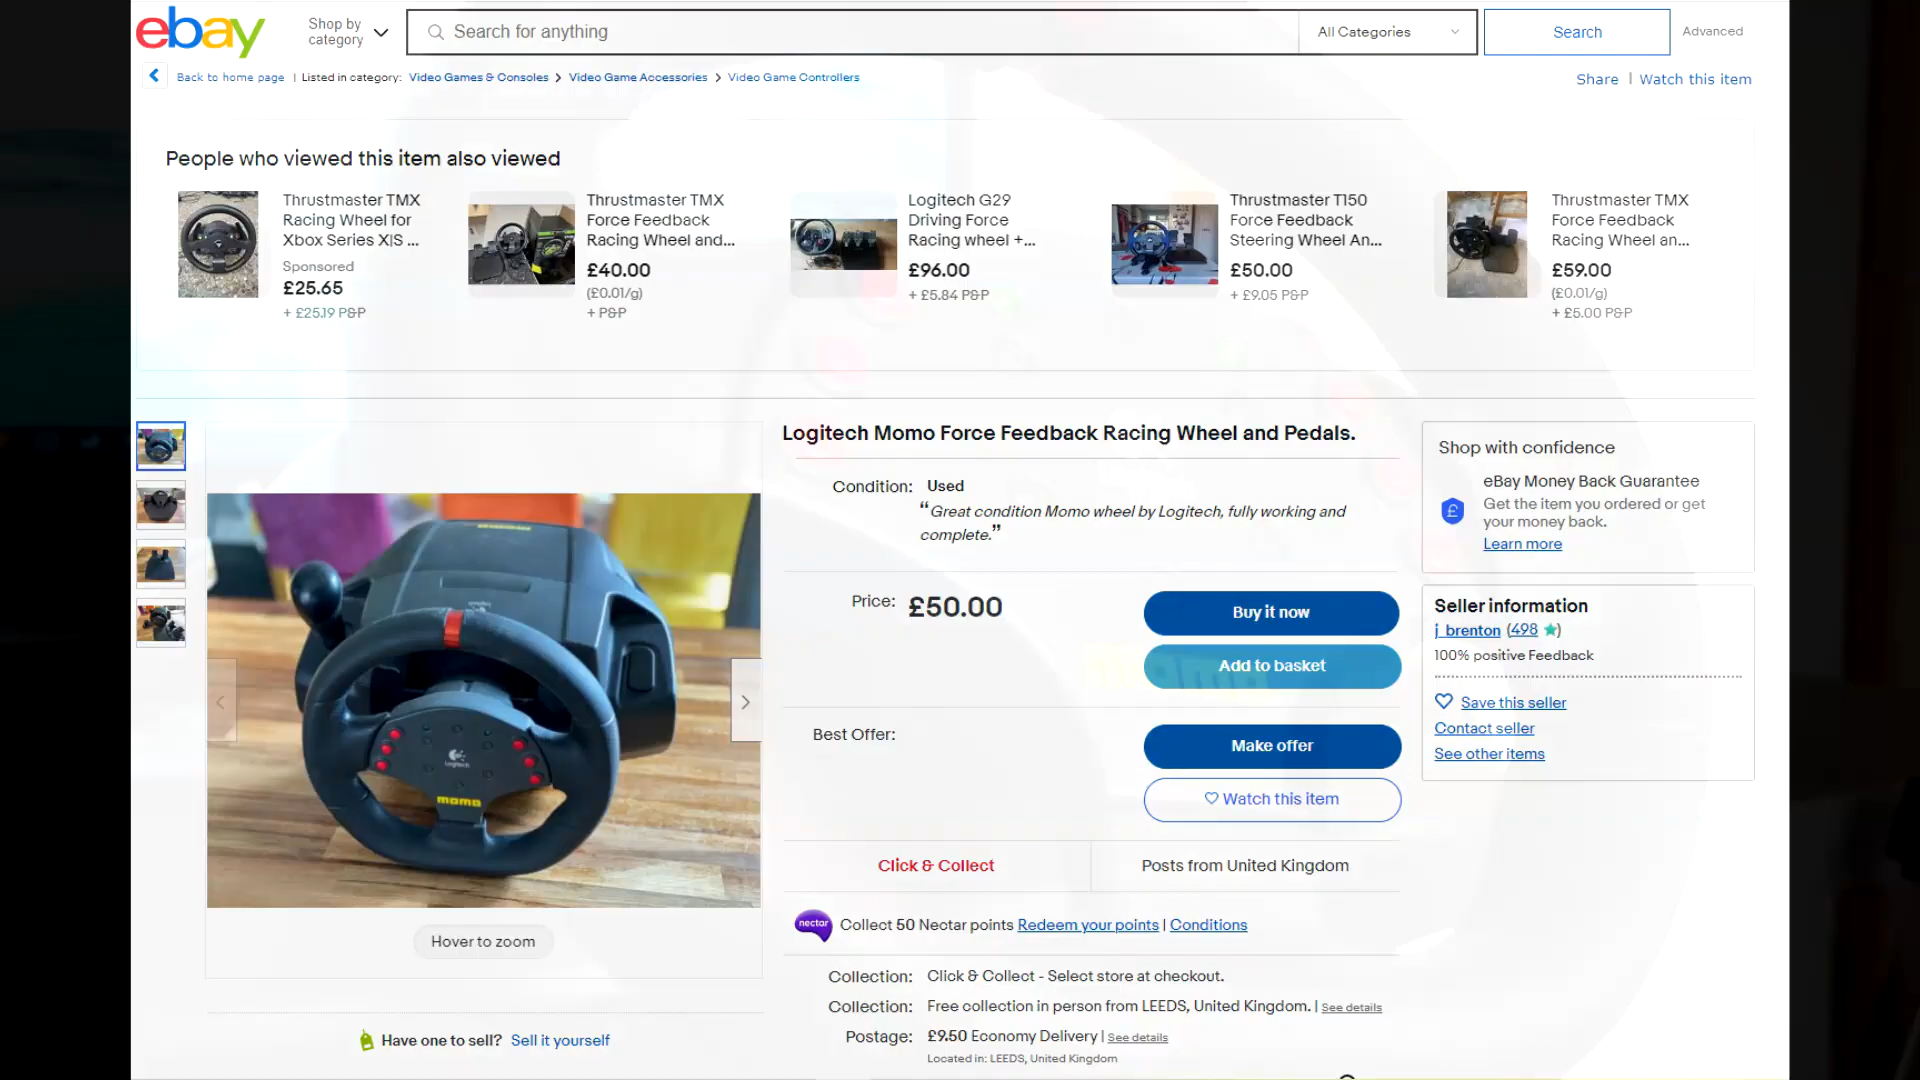 ebay
Shop by
category
Search for anything
All Categories
Search
Advanced
Back to home page | Listed in category: Video Games & Consoles > Video Game Accessories > Video Game Controllers
Share | Watch this item
People who viewed this item also viewed
Thrustmaster TMX
Racing Wheel for
Xbox Series X|S ...
Sponsored
£25.65
+ £25.19 P&P
Thrustmaster TMX
Force Feedback
Racing Wheel and...
£40.00
(£0.01/g)
+ P&P
Logitech G29
Driving Force
Racing wheel +...
£96.00
+ £5.84 P&P
Thrustmaster T150
Force Feedback
Steering Wheel An...
£50.00
+ £9.05 P&P
Thrustmaster TMX
Force Feedback
Racing Wheel an...
£59.00
(£0.01/g)
+ £5.00 P&P
Logitech
momo
Hover to zoom
Have one to sell? Sell it yourself
Logitech Momo Force Feedback Racing Wheel and Pedals.
Condition: Used
“Great condition Momo wheel by Logitech, fully working and
complete.”
Price: £50.00
Buy it now
Add to basket
Best Offer:
Make offer
Watch this item
Click & Collect
Posts from United Kingdom
nectar
Collect 50 Nectar points Redeem your points | Conditions
Collection: Click & Collect - Select store at checkout.
Collection: Free collection in person from LEEDS, United Kingdom. | See details
Postage: £9.50 Economy Delivery | See details
Located in: LEEDS, United Kingdom
Shop with confidence
eBay Money Back Guarantee
Get the item you ordered or get
your money back.
Learn more
Seller information
j_brenton (498)
100% positive Feedback
Save this seller
Contact seller
See other items